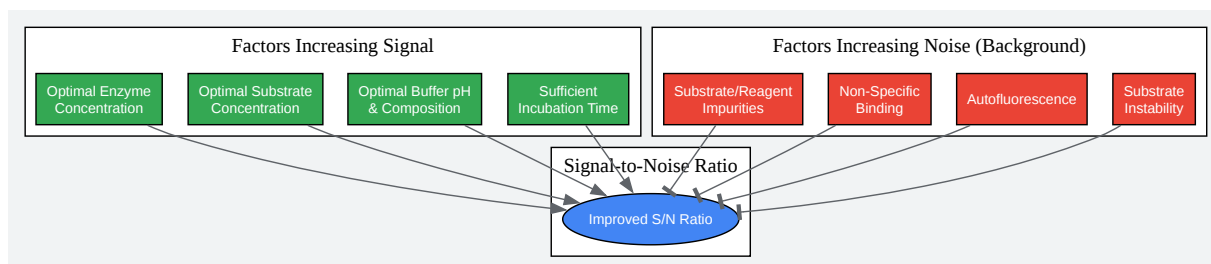 Factors Increasing Signal
Optimal Enzyme
Concentration
Optimal Substrate
Concentration
Optimal Buffer pH
& Composition
Sufficient
Incubation Time
Factors Increasing Noise (Background)
Substrate/Reagent
Impurities
Non-Specific
Binding
Autofluorescence
Substrate
Instability
Signal-to-Noise Ratio
Improved S/N Ratio